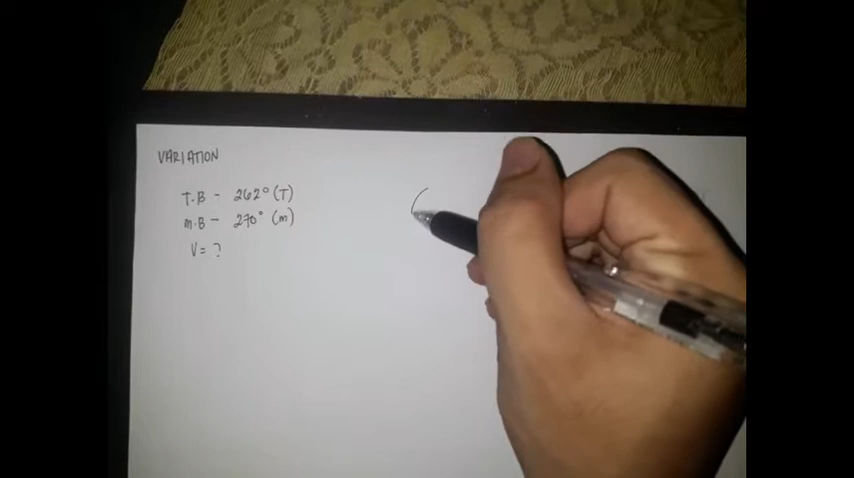 VARIATION
T.B - 262° (T)
M.B - 270° (m)
V = ?